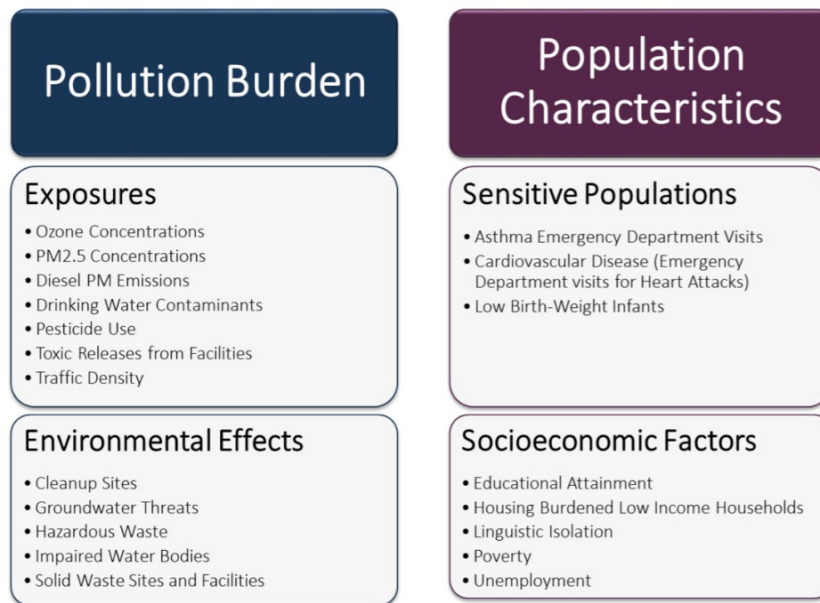 Pollution Burden
Exposures
• Ozone Concentrations
• PM2.5 Concentrations
• Diesel PM Emissions
• Drinking Water Contaminants
• Pesticide Use
• Toxic Releases from Facilities
• Traffic Density
Environmental Effects
• Cleanup Sites
• Groundwater Threats
• Hazardous Waste
• Impaired Water Bodies
• Solid Waste Sites and Facilities
Population
Characteristics
Sensitive Populations
• Asthma Emergency Department Visits
• Cardiovascular Disease (Emergency
Department visits for Heart Attacks)
• Low Birth-Weight Infants
Socioeconomic Factors
• Educational Attainment
• Housing Burdened Low Income Households
• Linguistic Isolation
• Poverty
• Unemployment